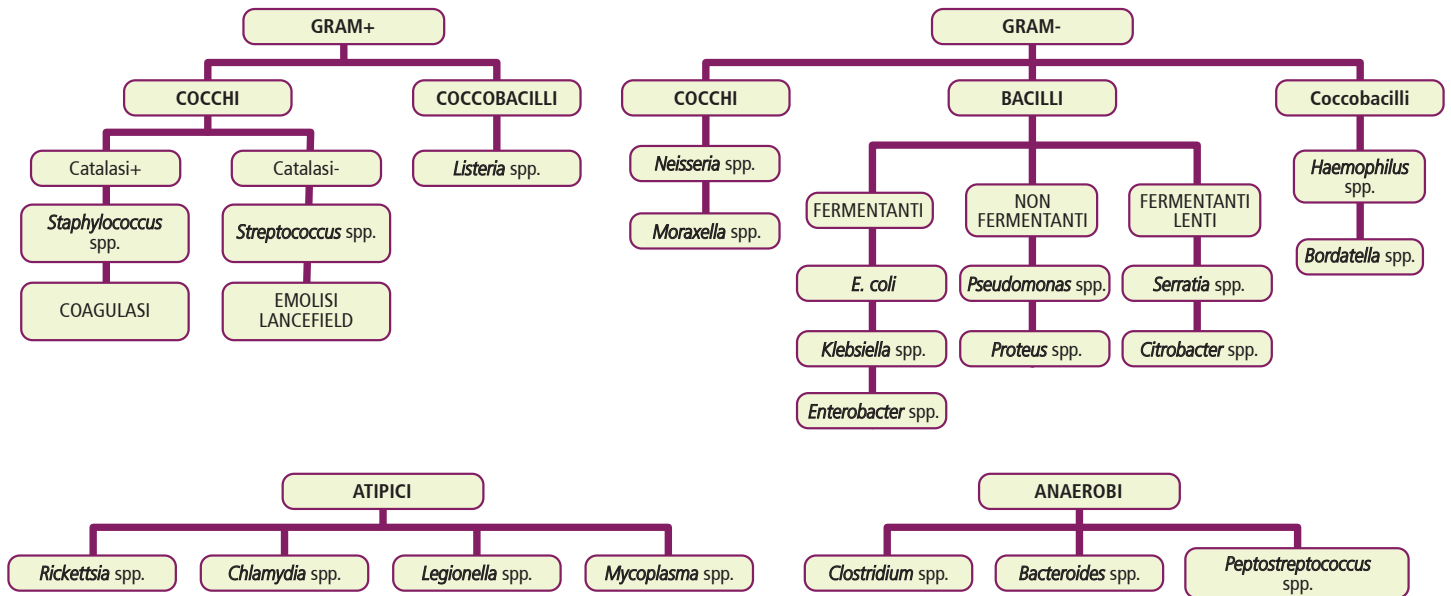 GRAM+
COCCHI
COCCOBACILLI
Catalasi+
Catalasi-
Listeria spp.
Staphylococcus
spp.
Streptococcus spp.
COAGULASI
EMOLISI
LANCEFIELD
GRAM-
COCCHI
BACILLI
Coccobacilli
Neisseria spp.
Moraxella spp.
FERMENTANTI
NON
FERMENTANTI
FERMENTANTI
LENTI
Haemophilus
spp.
Bordatella spp.
E. coli
Pseudomonas spp.
Serratia spp.
Klebsiella spp.
Proteus spp.
Citrobacter spp.
Enterobacter spp.
ATIPICI
Rickettsia spp.
Chlamydia spp.
Legionella spp.
Mycoplasma spp.
ANAEROBI
Clostridium spp.
Bacteroides spp.
Peptostreptococcus
spp.